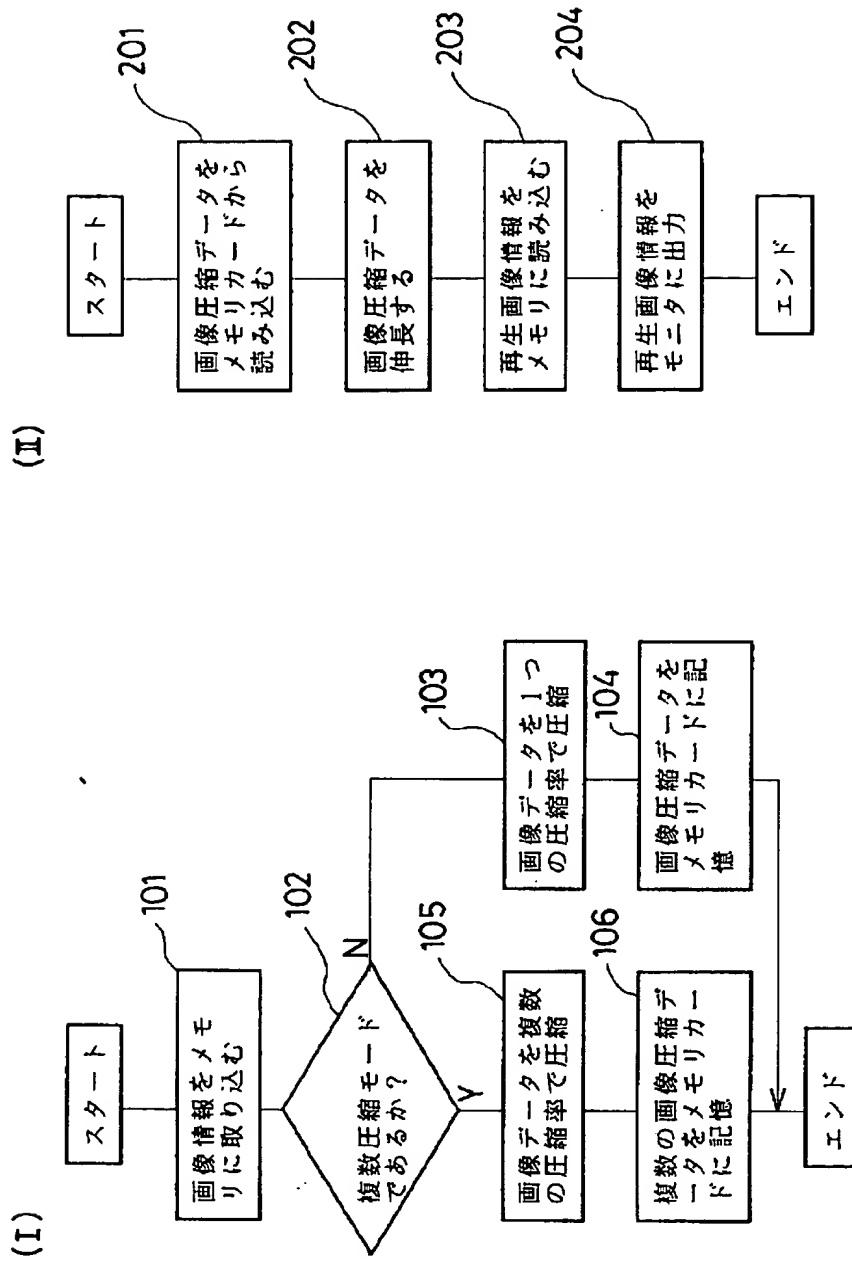 (I)
スタート
101
画像情報をメモ
リに取り込む
102
複数圧縮モード
であるか?
N
Y
103
画像データを1つ
の圧縮率で圧縮
104
画像圧縮データを
メモリカードに記
憶
105
画像データを複数
の圧縮率で圧縮
106
複数の画像圧縮デ
ータをメモリカー
ドに記憶
エンド
(II)
スタート
201
画像圧縮データを
メモリカードから
読み込む
202
画像圧縮データを
伸長する
203
再生画像情報を
メモリに読み込む
204
再生画像情報を
モニタに出力
エンド